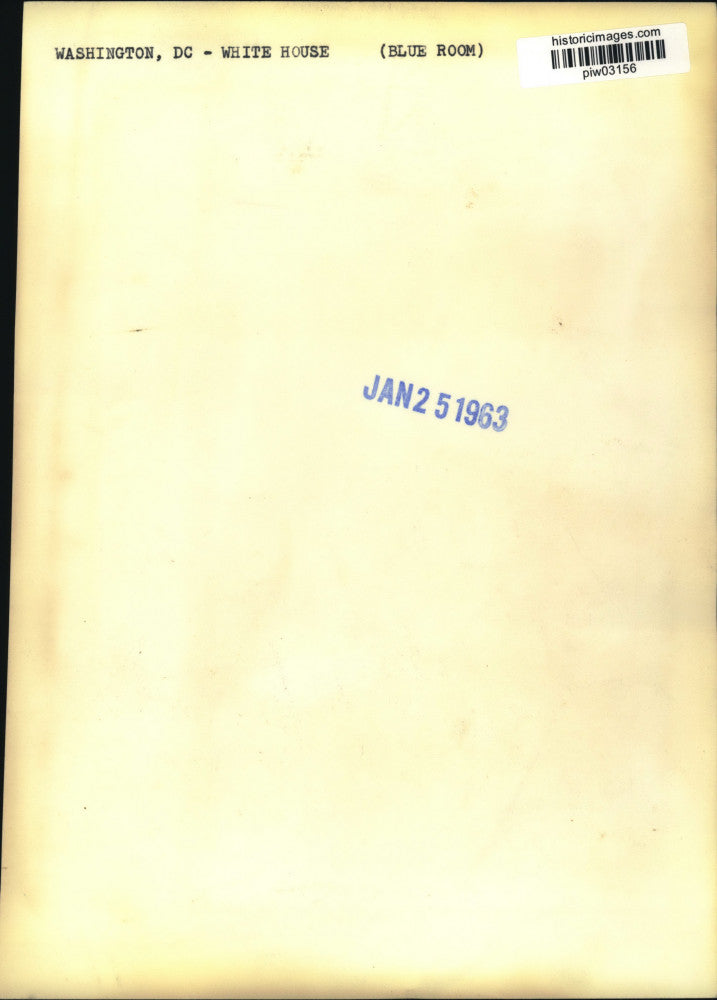 WASHINGTON, DC - WHITE HOUSE (BLUE ROOM)
historicimages.com
piw03156
JAN 25 1963